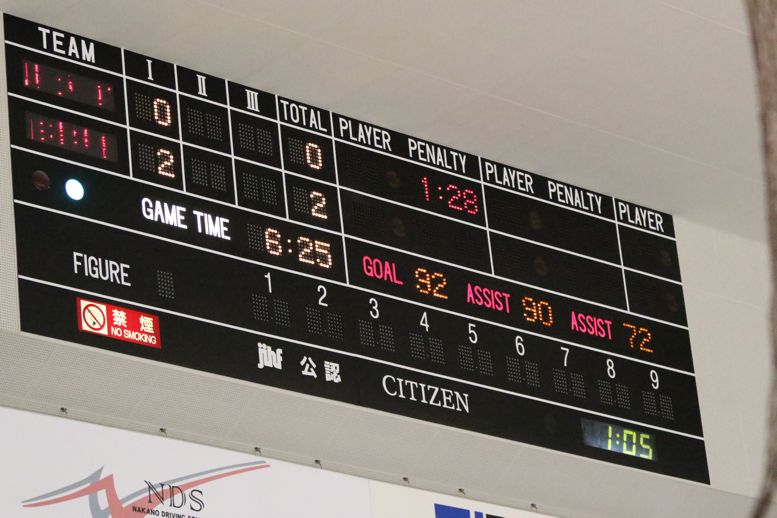 TEAM I II III TOTAL PLAYER PENALTY PLAYER PENALTY PLAYER
0 0 1:28
2 2
GAME TIME 6:25 GOAL 92 ASSIST 90 ASSIST 72
FIGURE 1 2 3 4 5 6 7 8 9
禁煙
NO SMOKING
jihf 公認 CITIZEN 1:05
NDS
NAKANO DRIVING